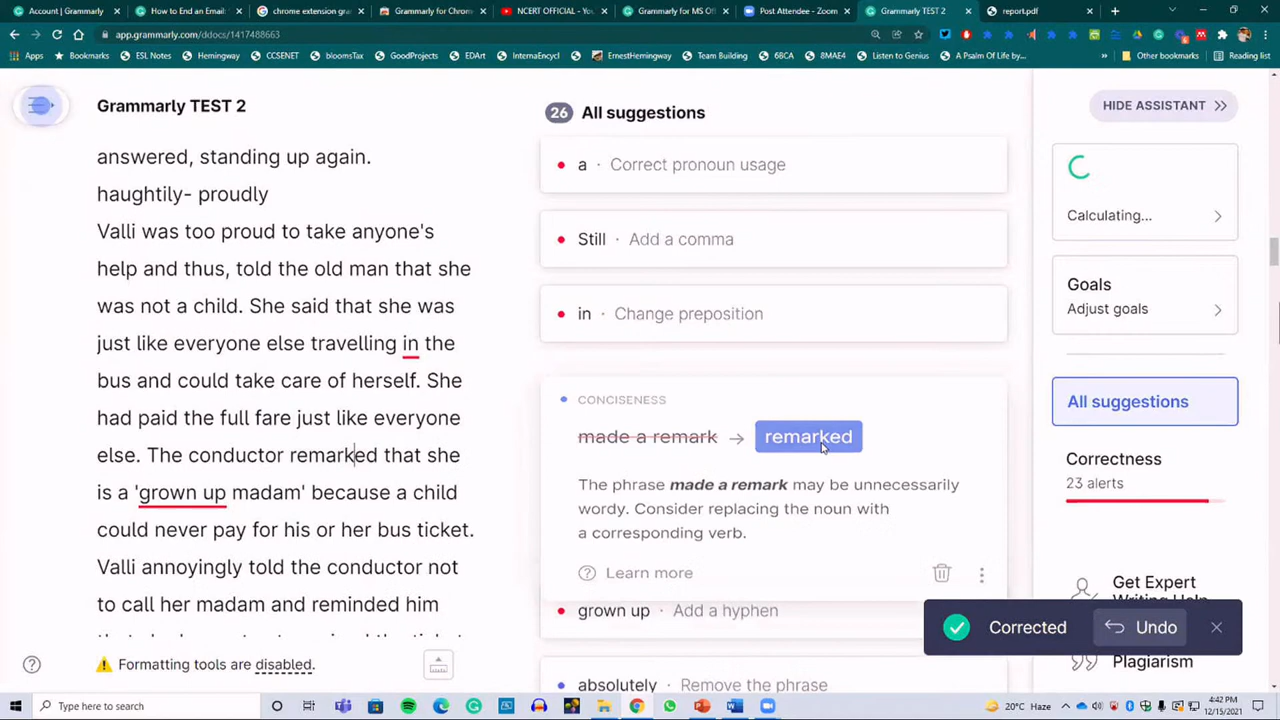 Account | Grammarly
How to End an Email:
chrome extension gra
Grammarly for Chrom
NCERT OFFICIAL - Yo
Grammarly for MS Of
Post Attendee - Zoom
Grammarly TEST 2
report.pdf
app.grammarly.com/ddocs/1417488663
Apps
Bookmarks
ESL Notes
Hemingway
CCSENET
bloomsTax
GoodProjects
EDArt
InternaEncycl
ErnestHemingway
Team Building
6BCA
8MAE4
Listen to Genius
A Psalm Of Life by...
Other bookmarks
Reading list
Grammarly TEST 2
answered, standing up again.
haughtily- proudly
Valli was too proud to take anyone's
help and thus, told the old man that she
was not a child. She said that she was
just like everyone else travelling in the
bus and could take care of herself. She
had paid the full fare just like everyone
else. The conductor remarked that she
is a 'grown up madam' because a child
could never pay for his or her bus ticket.
Valli annoyingly told the conductor not
to call her madam and reminded him
Formatting tools are disabled.
26 All suggestions
a · Correct pronoun usage
Still · Add a comma
in · Change preposition
CONCISENESS
made a remark → remarked
The phrase made a remark may be unnecessarily
wordy. Consider replacing the noun with
a corresponding verb.
Learn more
grown up · Add a hyphen
absolutely · Remove the phrase
HIDE ASSISTANT
Calculating...
Goals
Adjust goals
All suggestions
Correctness
23 alerts
Get Expert
Writing Help
Corrected Undo
Plagiarism
Type here to search
20°C Haze
4:42 PM
12/15/2021